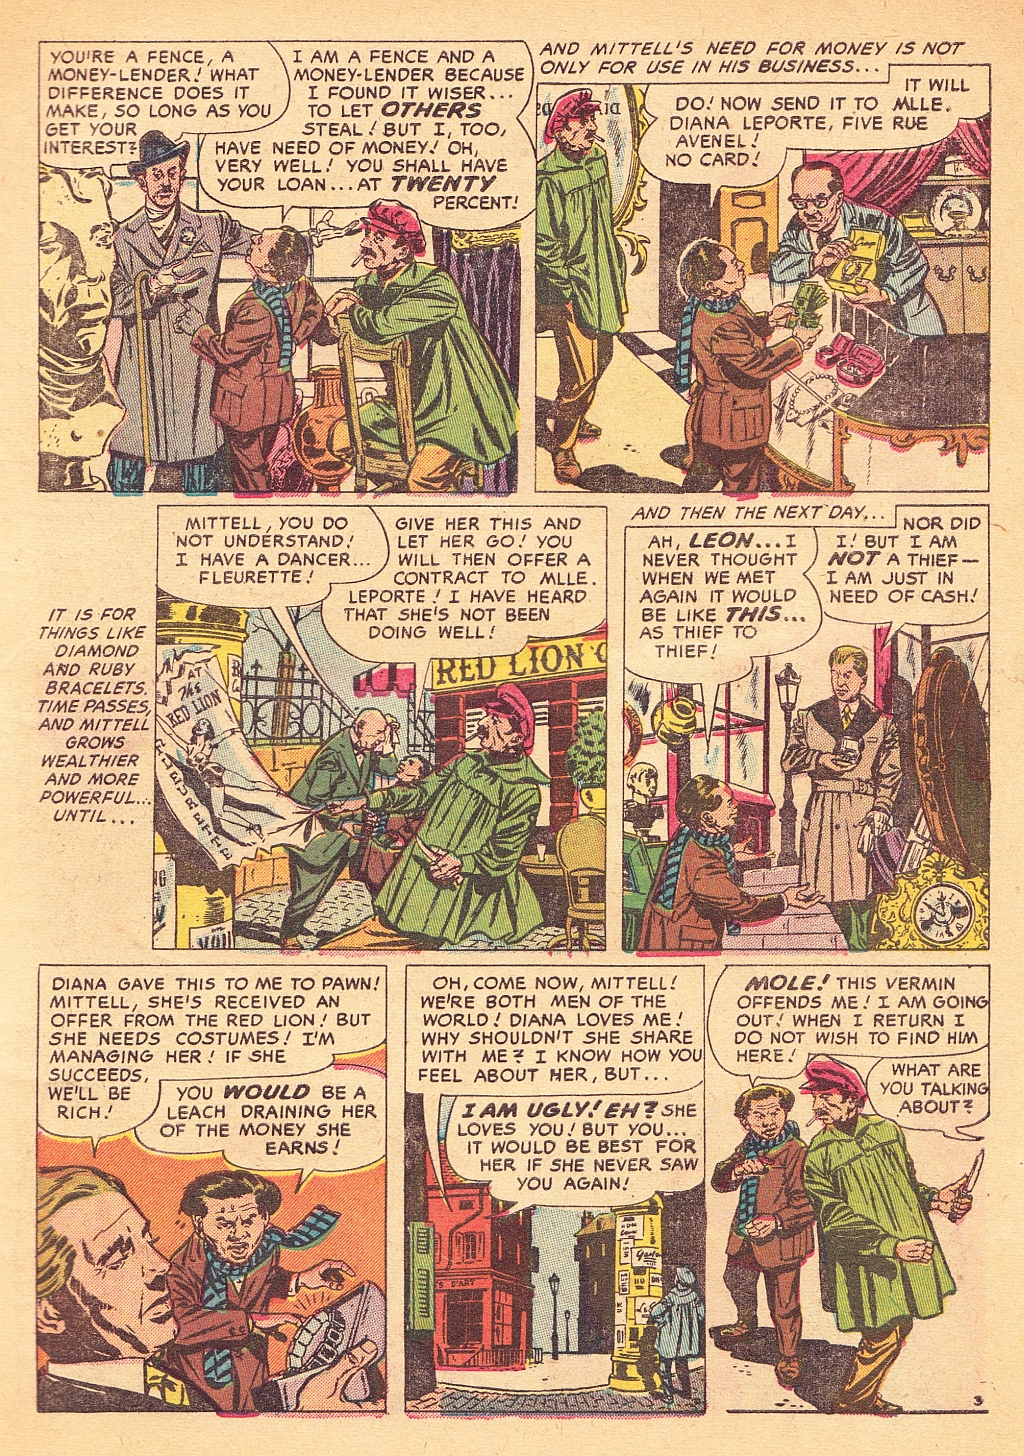 YOU'RE A FENCE, A
MONEY-LENDER! WHAT
DIFFERENCE DOES IT
MAKE, SO LONG AS YOU
GET YOUR
INTEREST?
I AM A FENCE AND A
MONEY-LENDER BECAUSE
I FOUND IT WISER...
TO LET OTHERS
STEAL! BUT I, TOO,
HAVE NEED OF MONEY! OH,
VERY WELL! YOU SHALL HAVE
YOUR LOAN...AT TWENTY
PERCENT!
AND MITTELL'S NEED FOR MONEY IS NOT
ONLY FOR USE IN HIS BUSINESS...
IT WILL
DO! NOW SEND IT TO MLLE.
DIANA LEPORTE, FIVE RUE
AVENEL!
NO CARD!
IT IS FOR
THINGS LIKE
DIAMOND
AND RUBY
BRACELETS.
TIME PASSES,
AND MITTELL
GROWS
WEALTHIER
AND MORE
POWERFUL...
UNTIL...
MITTELL, YOU DO
NOT UNDERSTAND!
I HAVE A DANCER...
FLEURETTE!
GIVE HER THIS AND
LET HER GO! YOU
WILL THEN OFFER A
CONTRACT TO MLLE.
LEPORTE! I HAVE HEARD
THAT SHE'S NOT BEEN
DOING WELL!
RED LION
AT
THE
RED LION
FLEURETTE
YOU
AND THEN THE NEXT DAY...
AH, LEON...I
NEVER THOUGHT
WHEN WE MET
AGAIN IT WOULD
BE LIKE THIS...
AS THIEF TO
THIEF!
NOR DID
I! BUT I AM
NOT A THIEF—
I AM JUST IN
NEED OF CASH!
DIANA GAVE THIS TO ME TO PAWN!
MITTELL, SHE'S RECEIVED AN
OFFER FROM THE RED LION! BUT
SHE NEEDS COSTUMES! I'M
MANAGING HER! IF SHE
SUCCEEDS,
WE'LL BE
RICH!
YOU WOULD BE A
LEACH DRAINING HER
OF THE MONEY SHE
EARNS!
OH, COME NOW, MITTELL!
WE'RE BOTH MEN OF THE
WORLD! DIANA LOVES ME!
WHY SHOULDN'T SHE SHARE
WITH ME? I KNOW HOW YOU
FEEL ABOUT HER, BUT...
I AM UGLY! EH? SHE
LOVES YOU! BUT YOU...
IT WOULD BE BEST FOR
HER IF SHE NEVER SAW
YOU AGAIN!
S D'ART
MOLE! THIS VERMIN
OFFENDS ME! I AM GOING
OUT! WHEN I RETURN I
DO NOT WISH TO FIND HIM
HERE!
WHAT ARE
YOU TALKING
ABOUT?
3